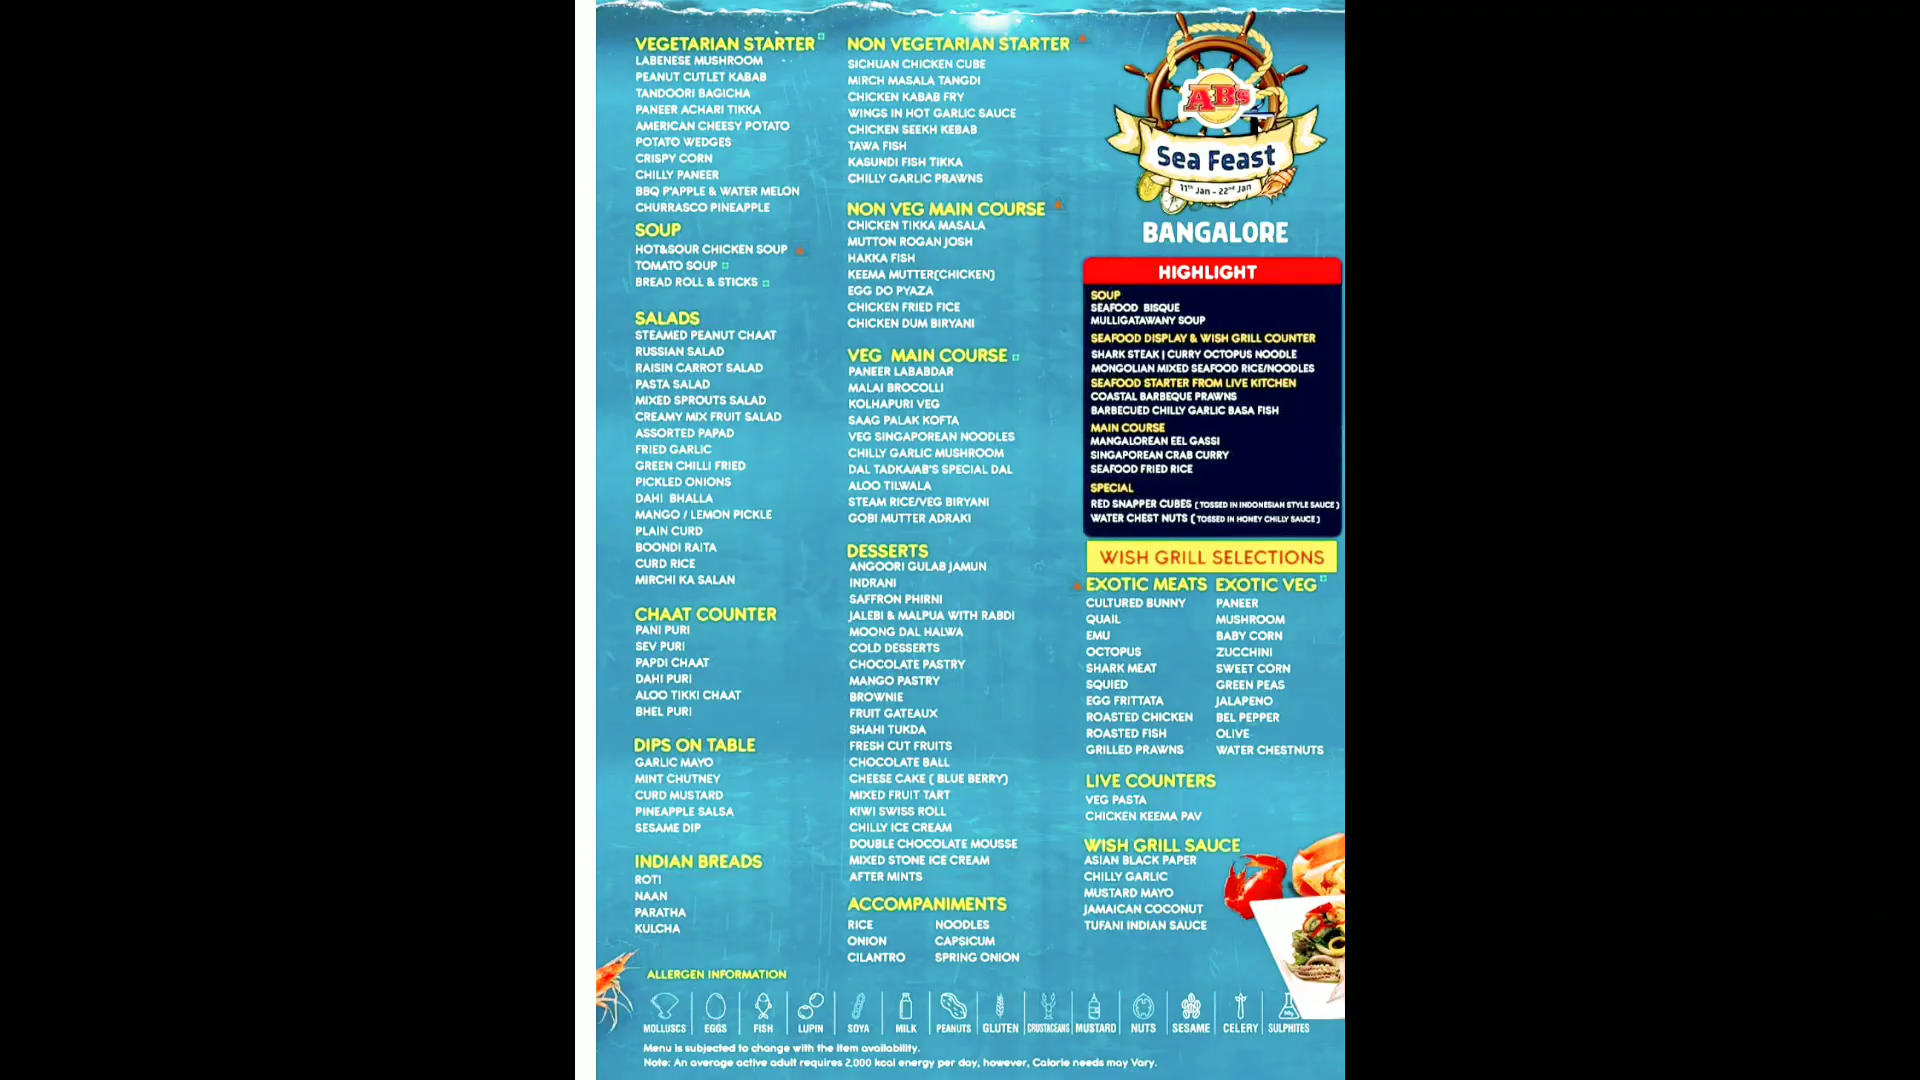 VEGETARIAN STARTER
LABENESE MUSHROOM
PEANUT CUTLET KABAB
TANDOORI BAGICHA
PANEER ACHARI TIKKA
AMERICAN CHEESY POTATO
POTATO WEDGES
CRISPY CORN
CHILLY PANEER
BBQ P'APPLE & WATER MELON
CHURRASCO PINEAPPLE
SOUP
HOT&SOUR CHICKEN SOUP
TOMATO SOUP
BREAD ROLL & STICKS
SALADS
STEAMED PEANUT CHAAT
RUSSIAN SALAD
RAISIN CARROT SALAD
PASTA SALAD
MIXED SPROUTS SALAD
CREAMY MIX FRUIT SALAD
ASSORTED PAPAD
FRIED GARLIC
GREEN CHILLI FRIED
PICKLED ONIONS
DAHI BHALLA
MANGO / LEMON PICKLE
PLAIN CURD
BOONDI RAITA
CURD RICE
MIRCHI KA SALAN
CHAAT COUNTER
PANI PURI
SEV PURI
PAPDI CHAAT
DAHI PURI
ALOO TIKKI CHAAT
BHEL PURI
DIPS ON TABLE
GARLIC MAYO
MINT CHUTNEY
CURD MUSTARD
PINEAPPLE SALSA
SESAME DIP
INDIAN BREADS
ROTI
NAAN
PARATHA
KULCHA
NON VEGETARIAN STARTER
SICHUAN CHICKEN CUBE
MIRCH MASALA TANGDI
CHICKEN KABAB FRY
WINGS IN HOT GARLIC SAUCE
CHICKEN SEEKH KEBAB
TAWA FISH
KASUNDI FISH TIKKA
CHILLY GARLIC PRAWNS
NON VEG MAIN COURSE
CHICKEN TIKKA MASALA
MUTTON ROGAN JOSH
HAKKA FISH
KEEMA MUTTER(CHICKEN)
EGG DO PYAZA
CHICKEN FRIED FICE
CHICKEN DUM BIRYANI
VEG MAIN COURSE
PANEER LABABDAR
MALAI BROCOLLI
KOLHAPURI VEG
SAAG PALAK KOFTA
VEG SINGAPOREAN NOODLES
CHILLY GARLIC MUSHROOM
DAL TADKA/AB'S SPECIAL DAL
ALOO TILWALA
STEAM RICE/VEG BIRYANI
GOBI MUTTER ADRAKI
DESSERTS
ANGOORI GULAB JAMUN
INDRANI
SAFFRON PHIRNI
JALEBI & MALPUA WITH RABDI
MOONG DAL HALWA
COLD DESSERTS
CHOCOLATE PASTRY
MANGO PASTRY
BROWNIE
FRUIT GATEAUX
SHAHI TUKDA
FRESH CUT FRUITS
CHOCOLATE BALL
CHEESE CAKE ( BLUE BERRY)
MIXED FRUIT TART
KIWI SWISS ROLL
CHILLY ICE CREAM
DOUBLE CHOCOLATE MOUSSE
MIXED STONE ICE CREAM
AFTER MINTS
ACCOMPANIMENTS
RICE NOODLES
ONION CAPSICUM
CILANTRO SPRING ONION
AB's
Sea Feast
11th Jan - 22nd Jan
BANGALORE
HIGHLIGHT
SOUP
SEAFOOD BISQUE
MULLIGATAWANY SOUP
SEAFOOD DISPLAY & WISH GRILL COUNTER
SHARK STEAK | CURRY OCTOPUS NOODLE
MONGOLIAN MIXED SEAFOOD RICE/NOODLES
SEAFOOD STARTER FROM LIVE KITCHEN
COASTAL BARBEQUE PRAWNS
BARBECUED CHILLY GARLIC BASA FISH
MAIN COURSE
MANGALOREAN EEL GASSI
SINGAPOREAN CRAB CURRY
SEAFOOD FRIED RICE
SPECIAL
RED SNAPPER CUBES ( TOSSED IN INDONESIAN STYLE SAUCE )
WATER CHEST NUTS ( TOSSED IN HONEY CHILLY SAUCE )
WISH GRILL SELECTIONS
EXOTIC MEATS EXOTIC VEG
CULTURED BUNNY PANEER
QUAIL MUSHROOM
EMU BABY CORN
OCTOPUS ZUCCHINI
SHARK MEAT SWEET CORN
SQUIED GREEN PEAS
EGG FRITTATA JALAPENO
ROASTED CHICKEN BEL PEPPER
ROASTED FISH OLIVE
GRILLED PRAWNS WATER CHESTNUTS
LIVE COUNTERS
VEG PASTA
CHICKEN KEEMA PAV
WISH GRILL SAUCE
ASIAN BLACK PAPER
CHILLY GARLIC
MUSTARD MAYO
JAMAICAN COCONUT
TUFANI INDIAN SAUCE
ALLERGEN INFORMATION
MOLLUSCS EGGS FISH LUPIN SOYA MILK PEANUTS GLUTEN CRUSTACEANS MUSTARD NUTS SESAME CELERY SULPHITES
Menu is subjected to change with the item availability.
Note: An average active adult requires 2,000 kcal energy per day, however, Calorie needs may Vary.